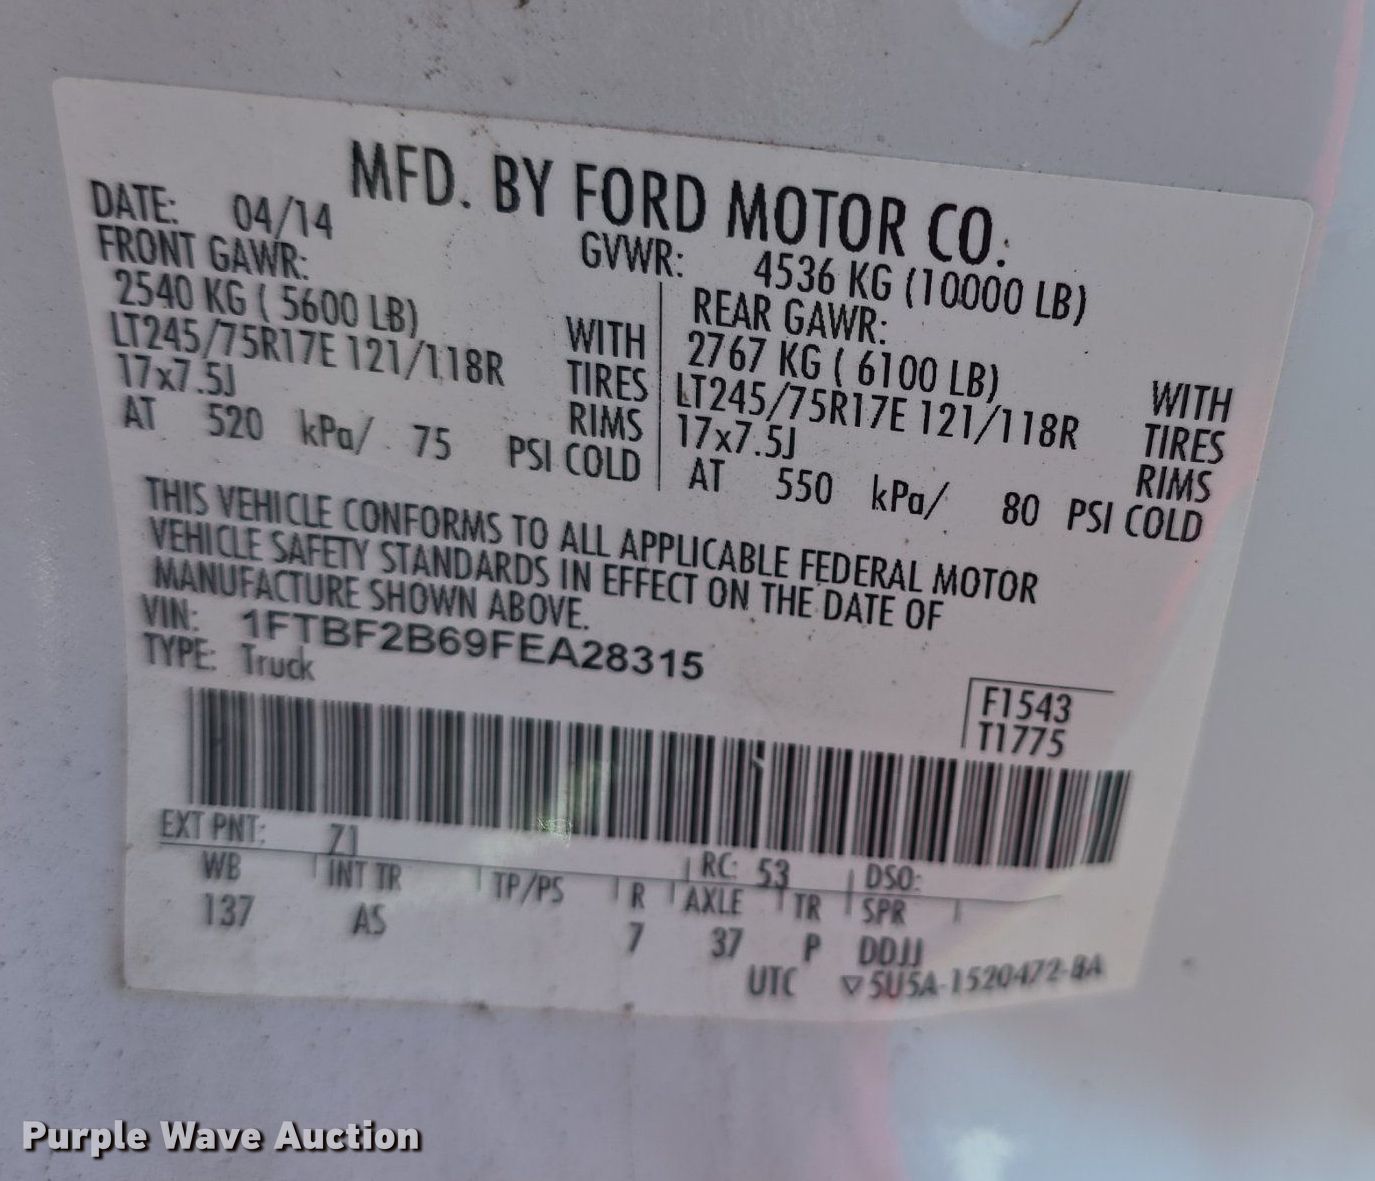 MFD. BY FORD MOTOR CO.
DATE: 04/14
GVWR: 4536 KG (10000 LB)
FRONT GAWR:
2540 KG ( 5600 LB) WITH
LT245/75R17E 121/118R TIRES
17x7.5J RIMS
AT 520 kPa/ 75 PSI COLD
REAR GAWR:
2767 KG ( 6100 LB) WITH
LT245/75R17E 121/118R TIRES
17x7.5J RIMS
AT 550 kPa/ 80 PSI COLD
THIS VEHICLE CONFORMS TO ALL APPLICABLE FEDERAL MOTOR
VEHICLE SAFETY STANDARDS IN EFFECT ON THE DATE OF
MANUFACTURE SHOWN ABOVE.
VIN: 1FTBF2B69FEA28315
TYPE: Truck
F1543
T1775
EXT PNT: Z1 RC: 53 DSO:
WB INT TR TP/PS R AXLE TR SPR
137 AS 7 37 P DDJJ
UTC ▽5U5A-1520472-BA
Purple Wave Auction